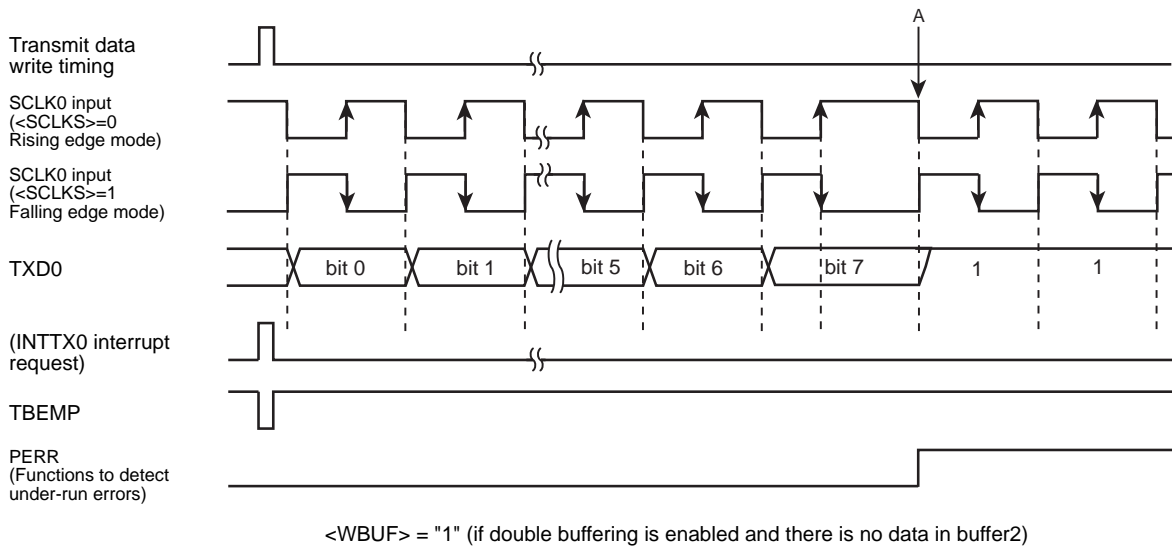 A
Transmit data
write timing
SCLK0 input
(<SCLKS>=0
Rising edge mode)
SCLK0 input
(<SCLKS>=1
Falling edge mode)
TXD0
bit 0
bit 1
bit 5
bit 6
bit 7
1
1
(INTTX0 interrupt
request)
TBEMP
PERR
(Functions to detect
under-run errors)
<WBUF> = "1" (if double buffering is enabled and there is no data in buffer2)